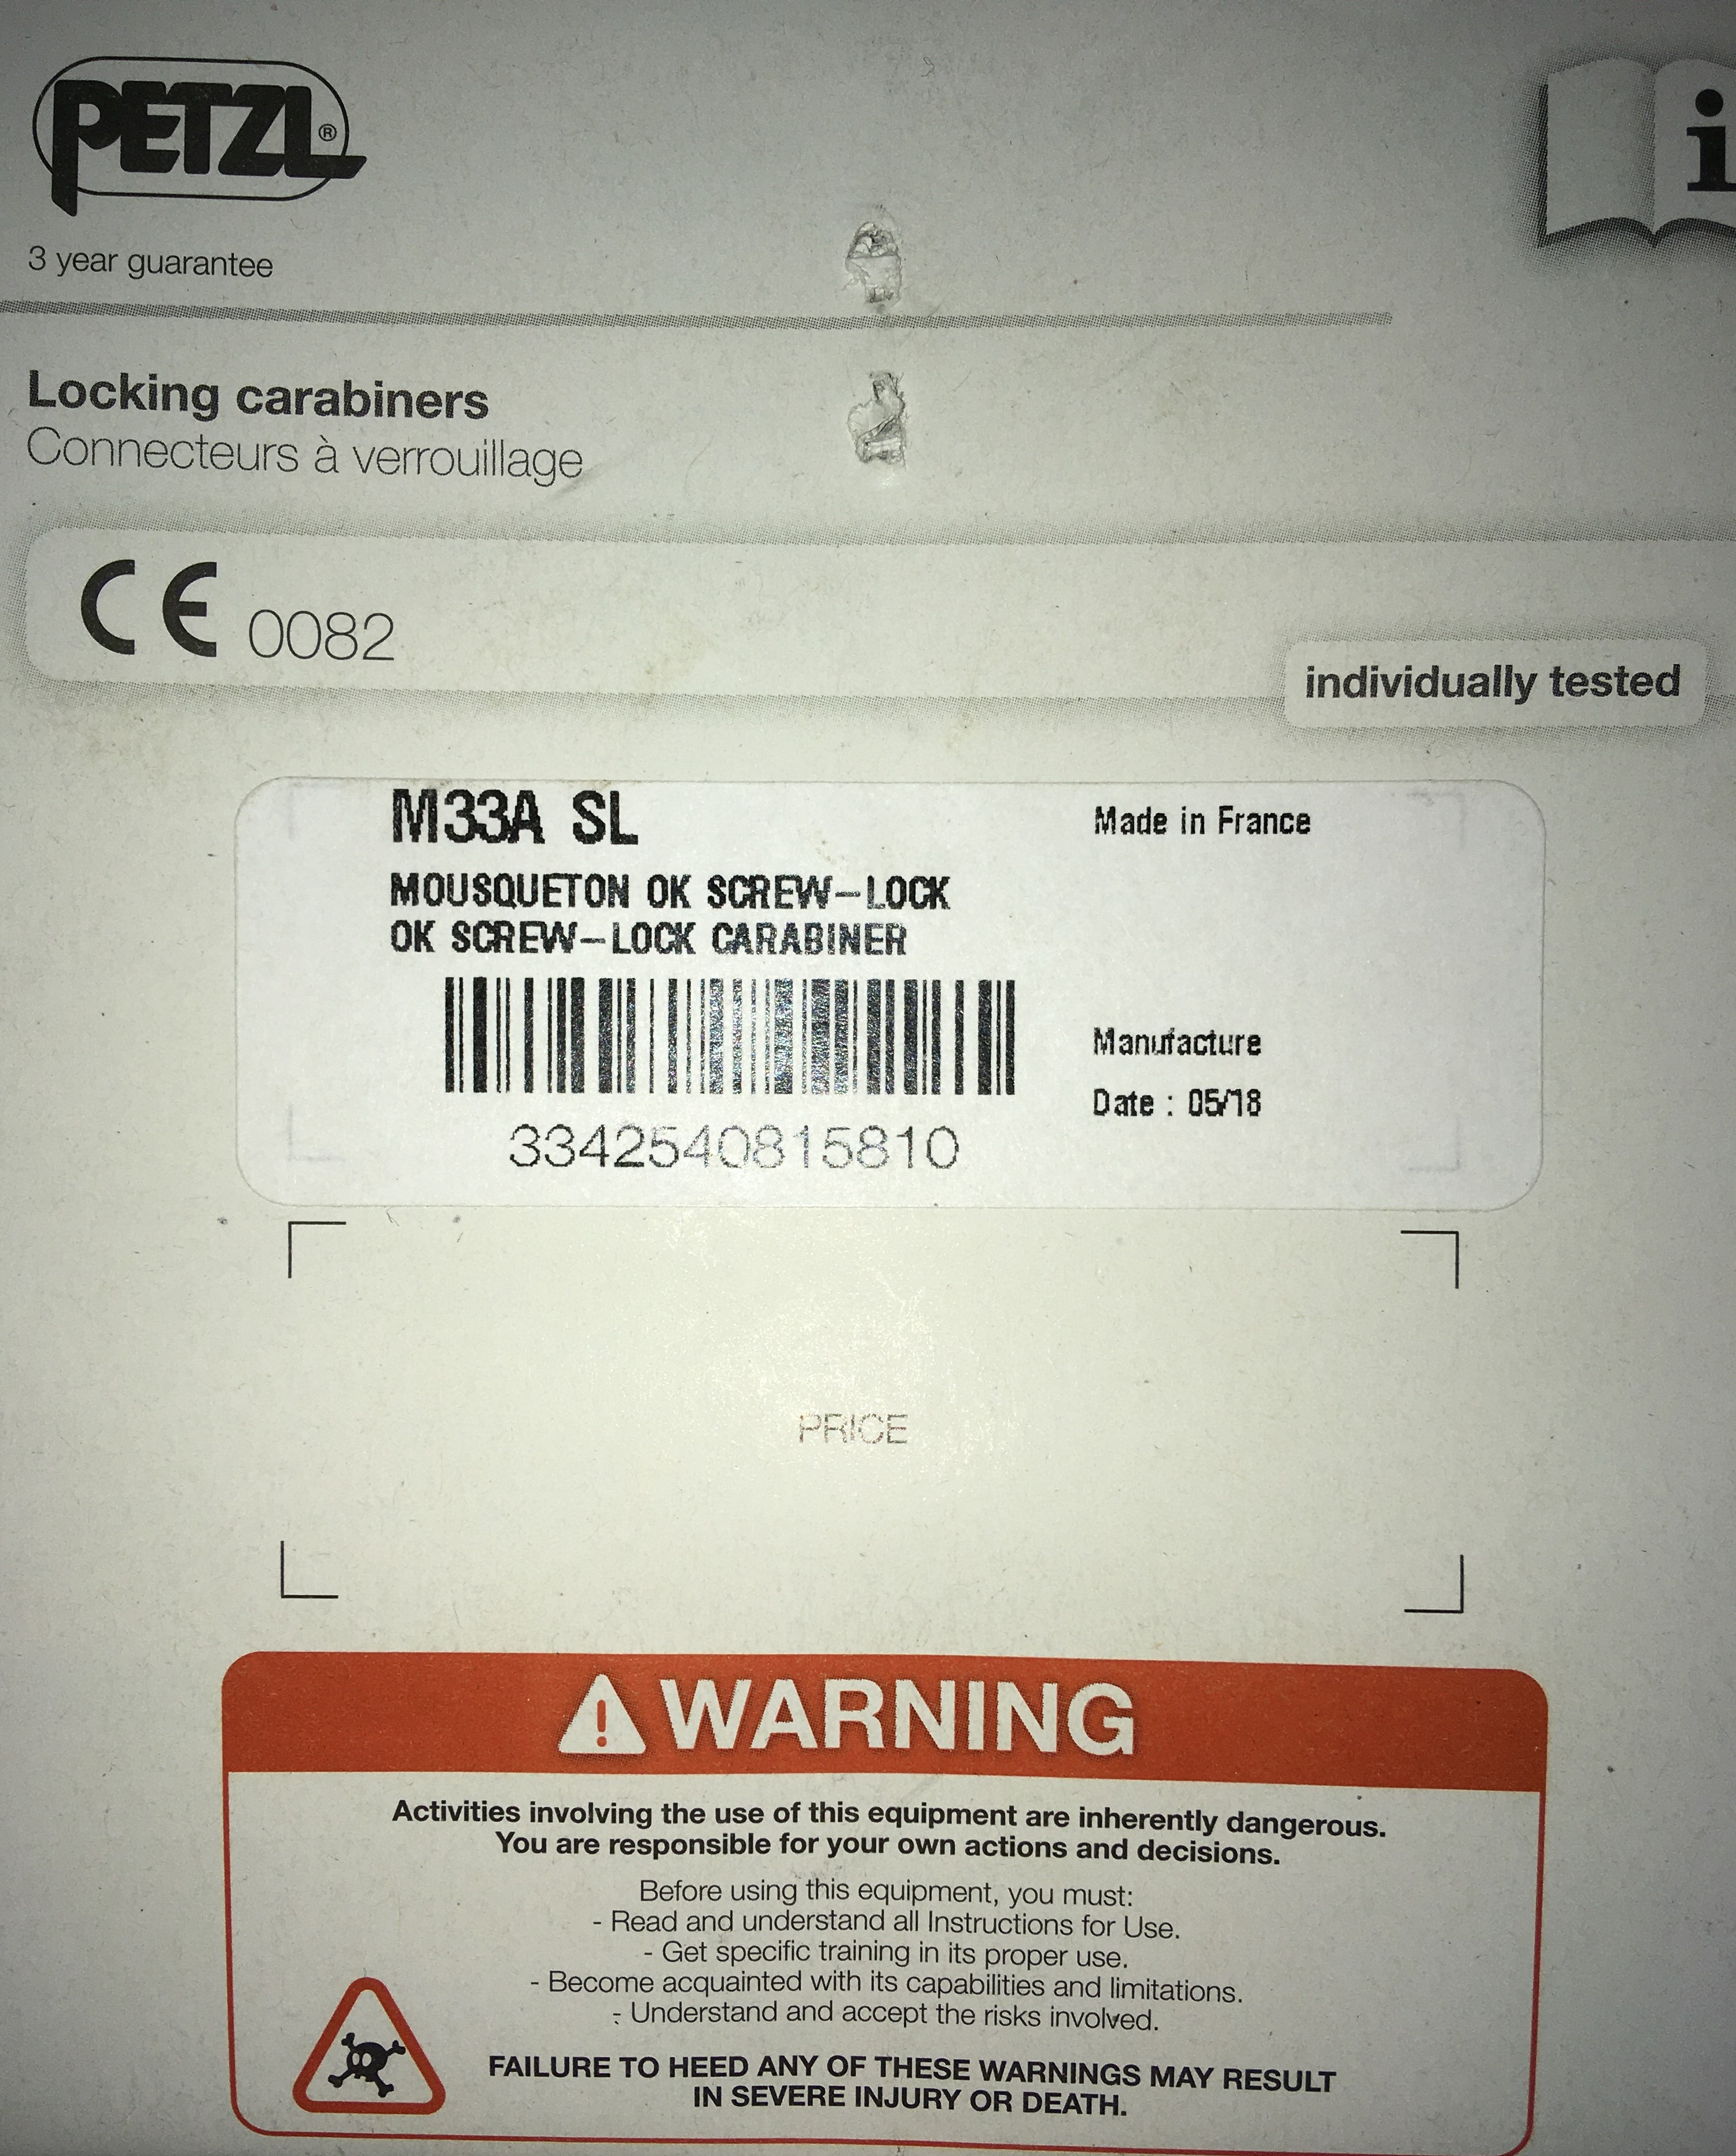 PETZL®
i
3 year guarantee
Locking carabiners
Connecteurs à verrouillage
CE 0082
individually tested
M33A SL
Made in France
MOUSQUETON OK SCREW-LOCK
OK SCREW-LOCK CARABINER
Manufacture
Date : 05/18
3342540815810
PRICE
WARNING
Activities involving the use of this equipment are inherently dangerous.
You are responsible for your own actions and decisions.
Before using this equipment, you must:
- Read and understand all Instructions for Use.
- Get specific training in its proper use.
- Become acquainted with its capabilities and limitations.
- Understand and accept the risks involved.
FAILURE TO HEED ANY OF THESE WARNINGS MAY RESULT
IN SEVERE INJURY OR DEATH.